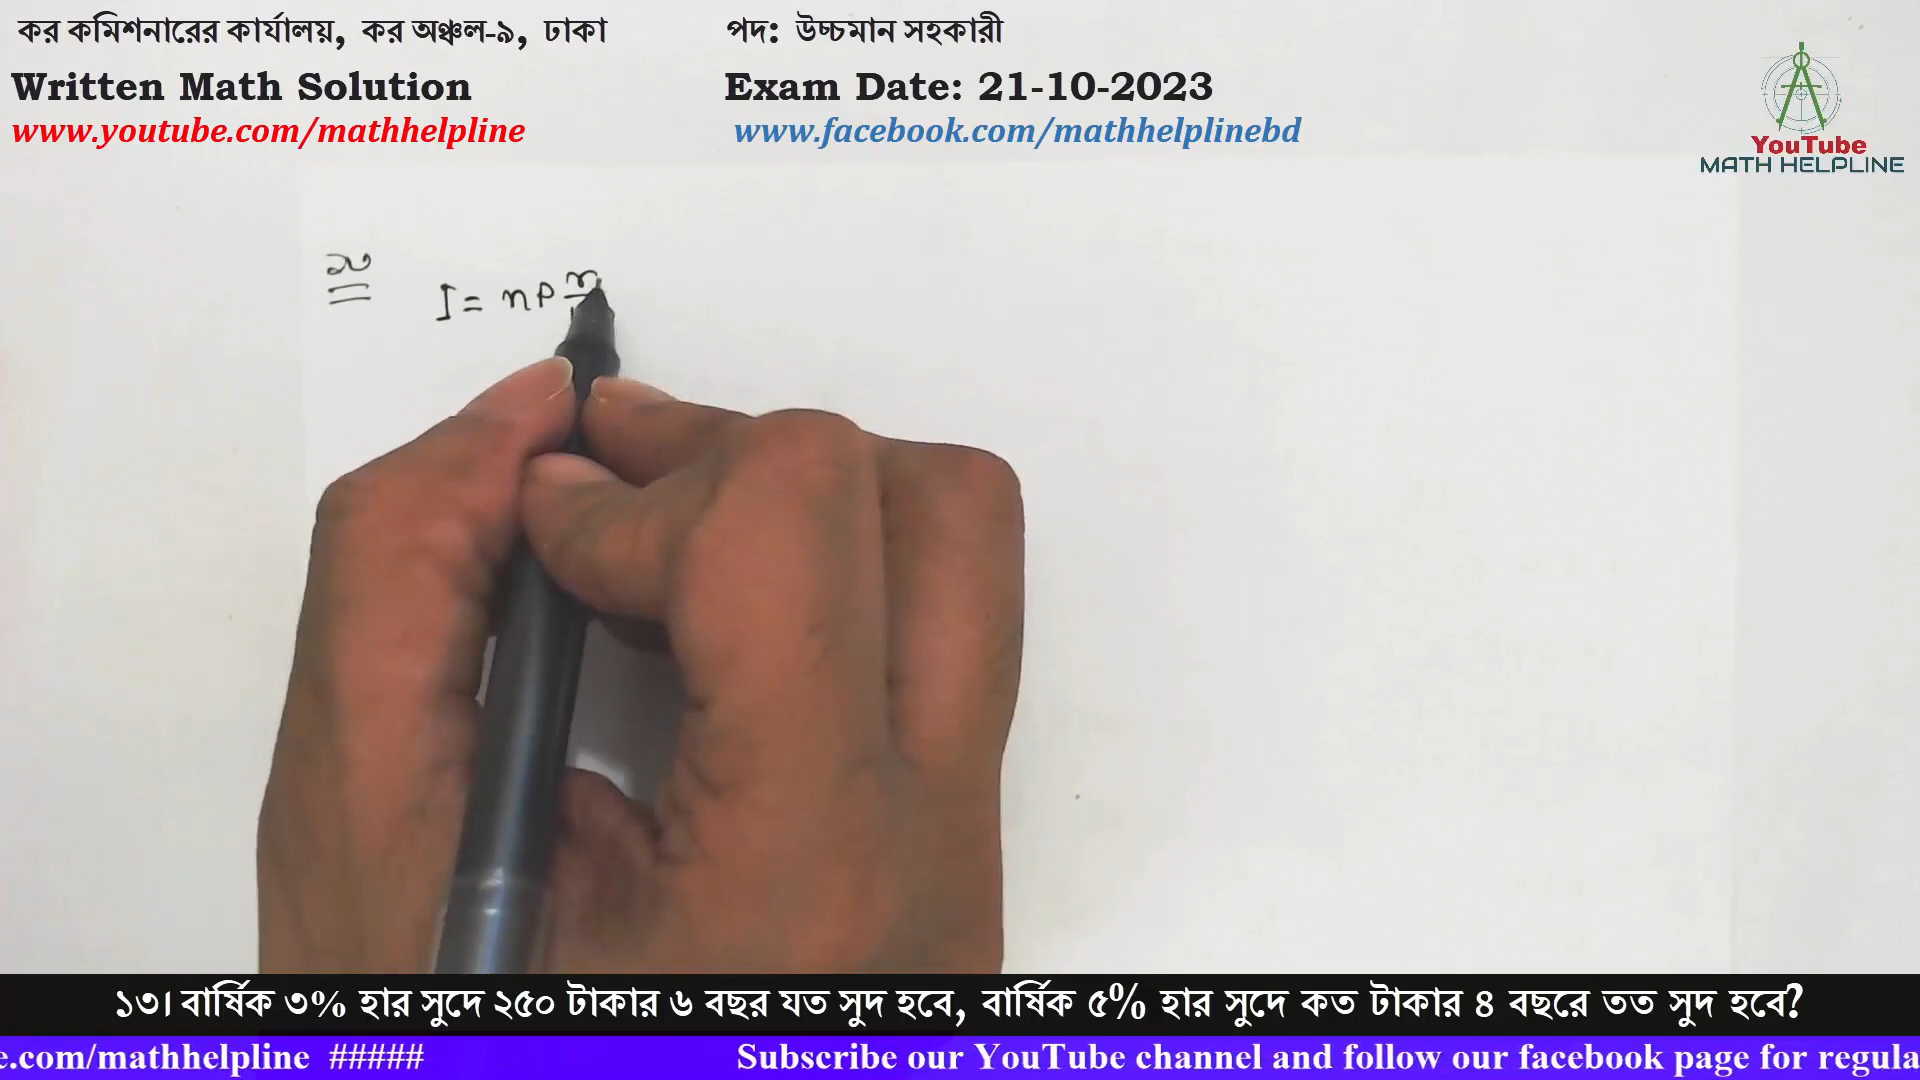 কর কমিশনারের কার্যালয়, কর অঞ্চল-৯, ঢাকা পদ: উচ্চমান সহকারী
Written Math Solution Exam Date: 21-10-2023
www.youtube.com/mathhelpline www.facebook.com/mathhelplinebd
YouTube
MATH HELPLINE
I = nP r
১৩। বার্ষিক ৩% হার সুদে ২৫০ টাকার ৬ বছর যত সুদ হবে, বার্ষিক ৫% হার সুদে কত টাকার ৪ বছরে তত সুদ হবে?
e.com/mathhelpline ##### Subscribe our YouTube channel and follow our facebook page for regula